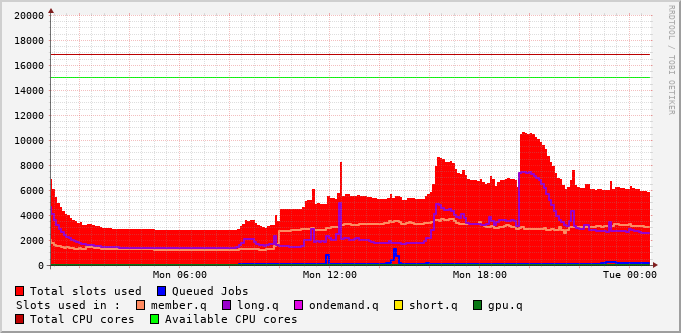 20000
18000
16000
14000
12000
10000
8000
6000
4000
2000
0
Mon 06:00 Mon 12:00 Mon 18:00 Tue 00:00
RRDTOOL / TOBI OETIKER
Total slots used Queued Jobs
Slots used in : member.q long.q ondemand.q short.q gpu.q
Total CPU cores Available CPU cores